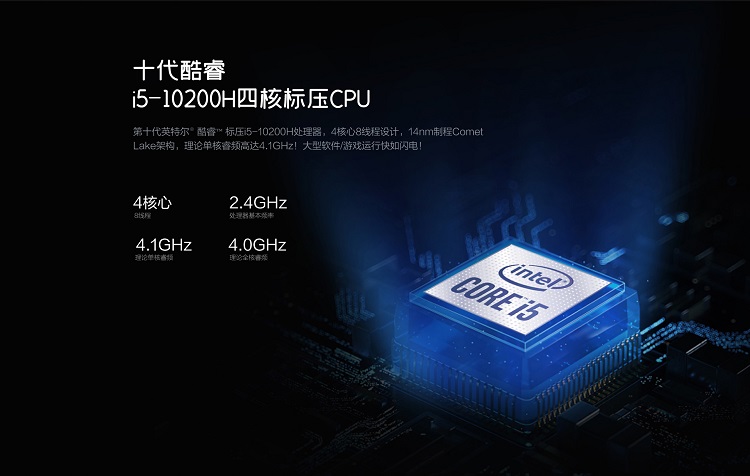 十代酷睿
i5-10200H四核标压CPU
第十代英特尔® 酷睿™ 标压i5-10200H处理器，4核心8线程设计，14nm制程Comet
Lake架构，理论单核睿频高达4.1GHz！大型软件/游戏运行快如闪电！
4核心
8线程
2.4GHz
处理器基本频率
4.1GHz
理论单核睿频
4.0GHz
理论全核睿频
intel
CORE i5